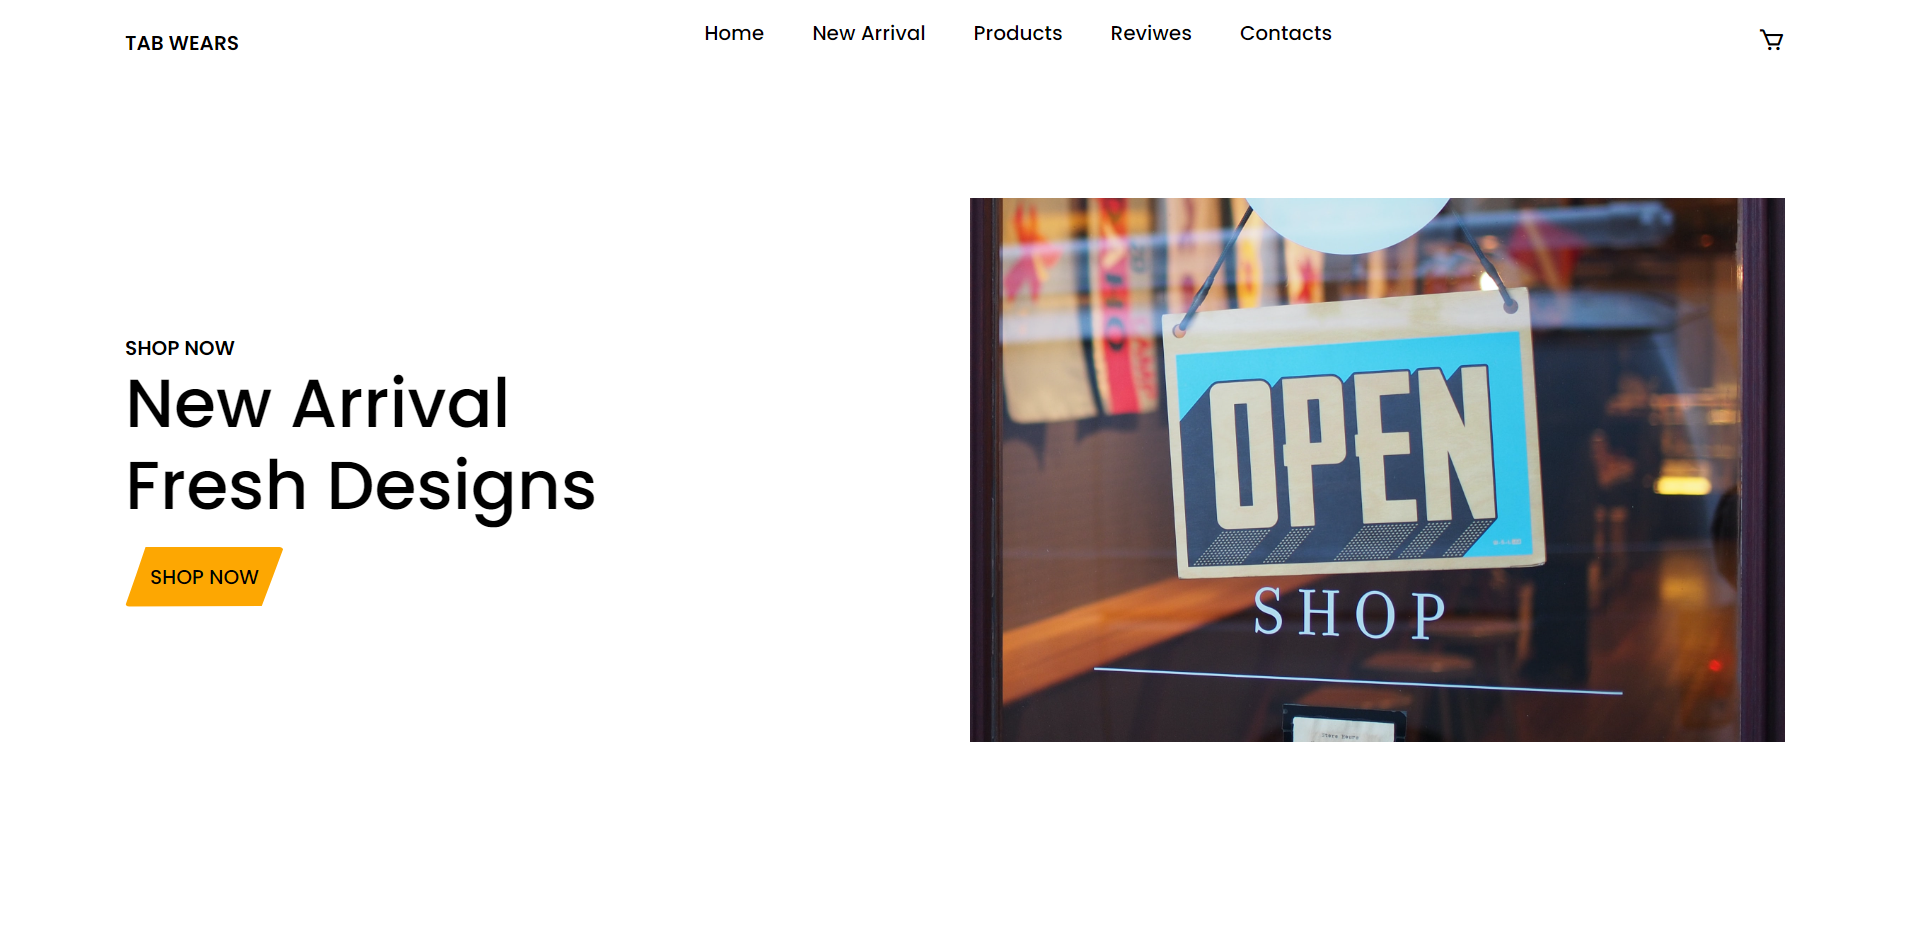 TAB WEARS
Home New Arrival Products Reviwes Contacts
SHOP NOW
New Arrival
Fresh Designs
SHOP NOW
OPEN
SHOP